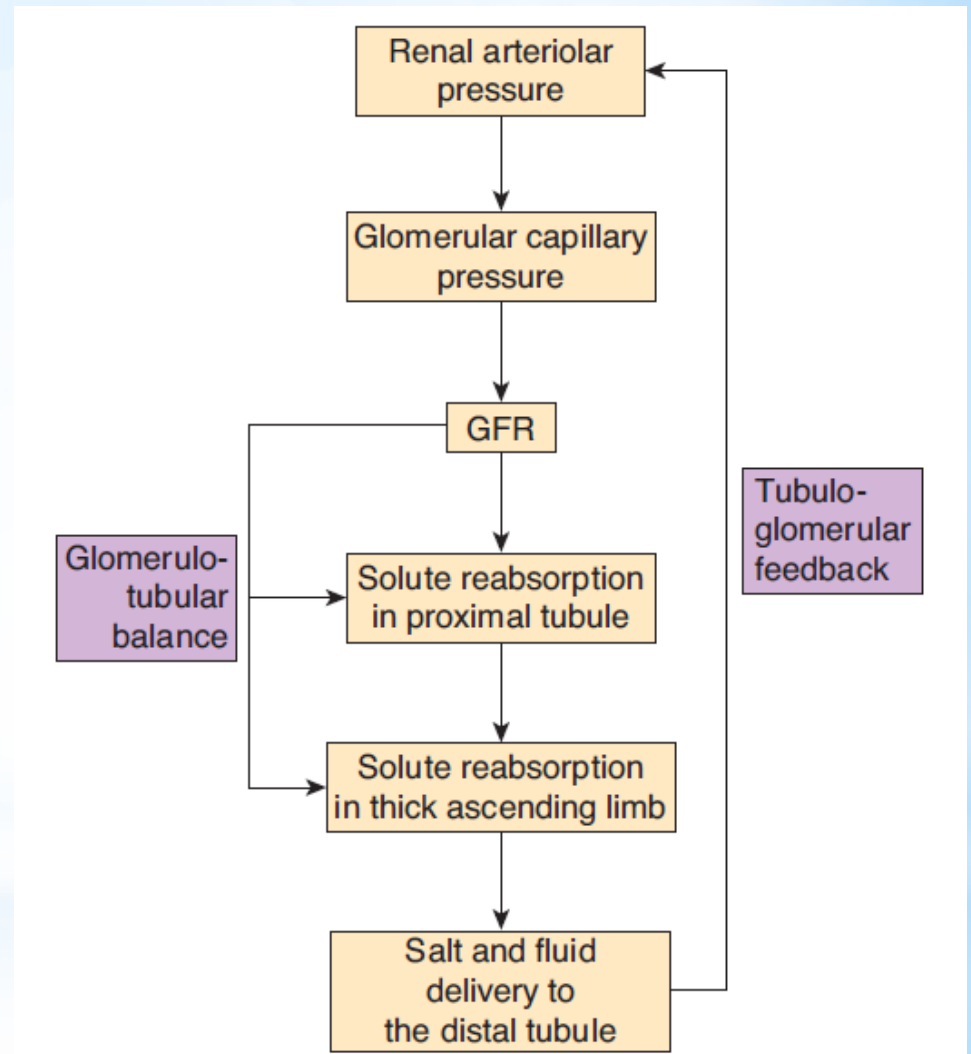 Renal arteriolar
pressure
Glomerular capillary
pressure
GFR
Glomerulo-
tubular
balance
Tubulo-
glomerular
feedback
Solute reabsorption
in proximal tubule
Solute reabsorption
in thick ascending limb
Salt and fluid
delivery to
the distal tubule